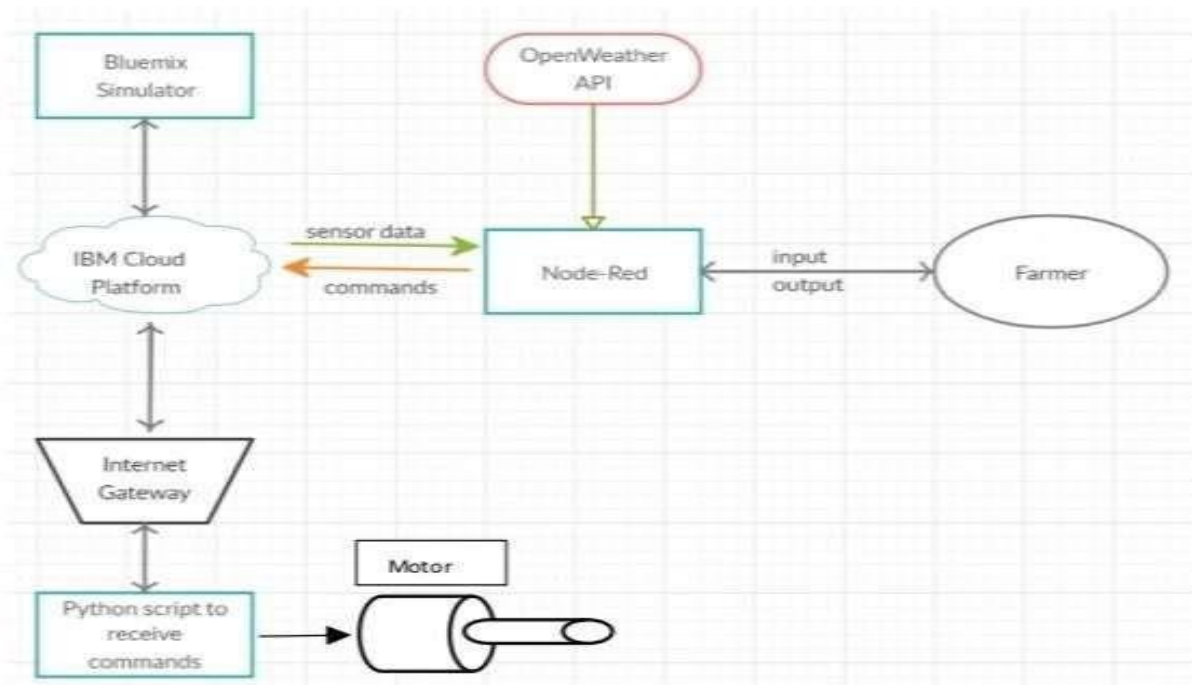 Bluemix
Simulator
OpenWeather
API
sensor data
IBM Cloud
Platform
commands
Node-Red
input
output
Farmer
Internet
Gateway
Motor
Python script to
receive
commands